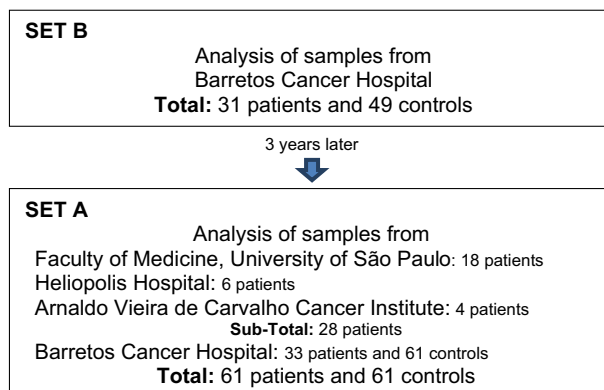 SET B
Analysis of samples from
Barretos Cancer Hospital
Total: 31 patients and 49 controls
3 years later
SET A
Analysis of samples from
Faculty of Medicine, University of São Paulo: 18 patients
Heliopolis Hospital: 6 patients
Arnaldo Vieira de Carvalho Cancer Institute: 4 patients
Sub-Total: 28 patients
Barretos Cancer Hospital: 33 patients and 61 controls
Total: 61 patients and 61 controls